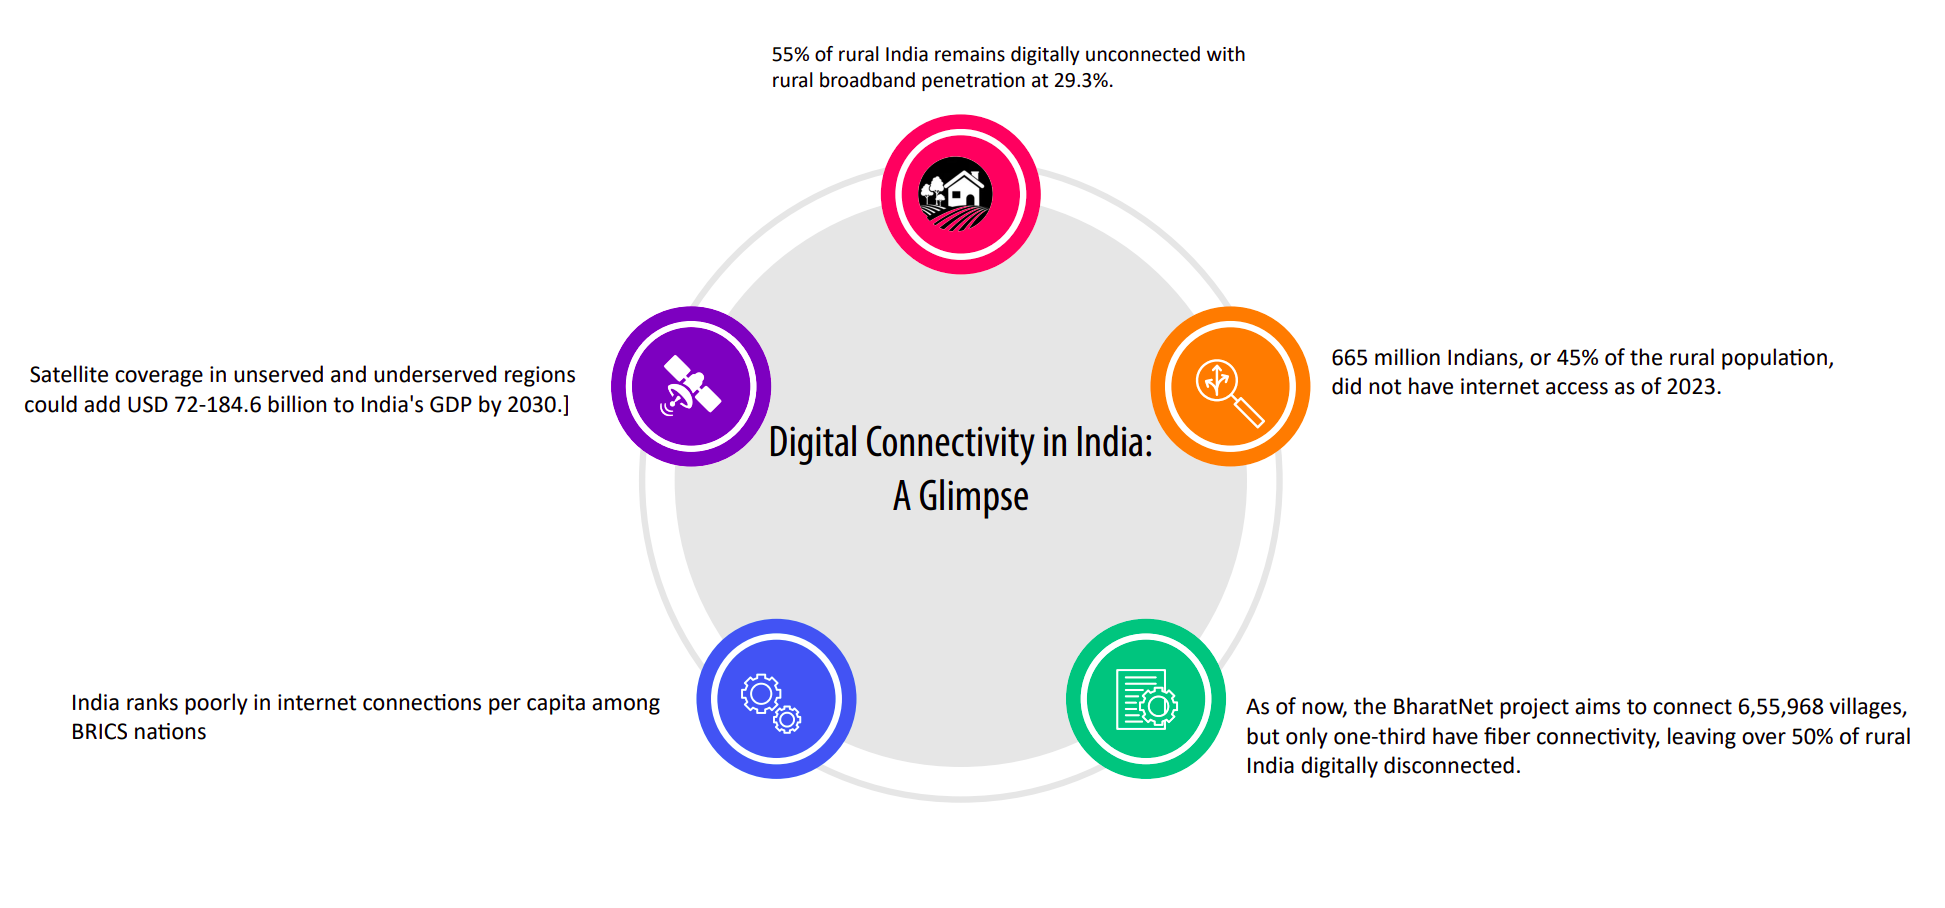 55% of rural India remains digitally unconnected with
rural broadband penetration at 29.3%.
Satellite coverage in unserved and underserved regions
could add USD 72-184.6 billion to India's GDP by 2030.]
665 million Indians, or 45% of the rural population,
did not have internet access as of 2023.
Digital Connectivity in India:
A Glimpse
India ranks poorly in internet connections per capita among
BRICS nations
As of now, the BharatNet project aims to connect 6,55,968 villages,
but only one-third have fiber connectivity, leaving over 50% of rural
India digitally disconnected.